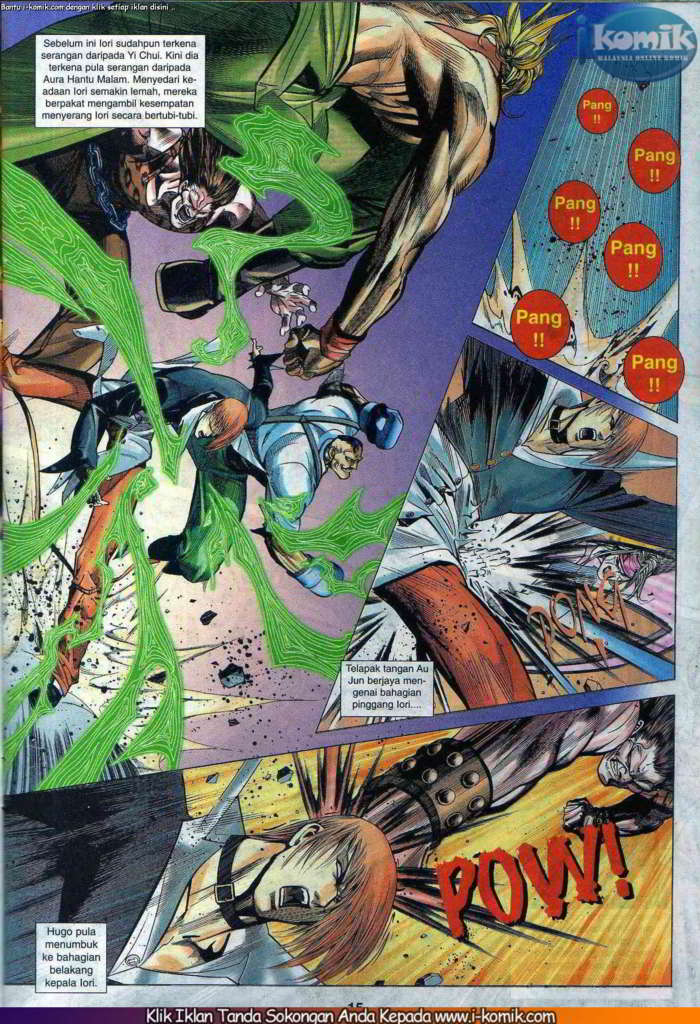 Bantu i-komik.com dengan klik setiap iklan disini ..
i komik
MALAYSIA ONLINE KOMIK
Sebelum ini Iori sudahpun terkena
serangan daripada Yi Chui. Kini dia
terkena pula serangan daripada
Aura Hantu Malam. Menyedari ke-
adaan Iori semakin lemah, mereka
berpakat mengambil kesempatan
menyerang Iori secara bertubi-tubi.
Pang
!!
Pang
!!
Pang
!!
Pang
!!
Pang
!!
Pang
!!
Telapak tangan Au
Jun berjaya men-
genai bahagian
pinggang Iori....
POW!
Hugo pula
menumbuk
ke bahagian
belakang
kepala Iori.
15
Klik Iklan Tanda Sokongan Anda Kepada www.i-komik.com